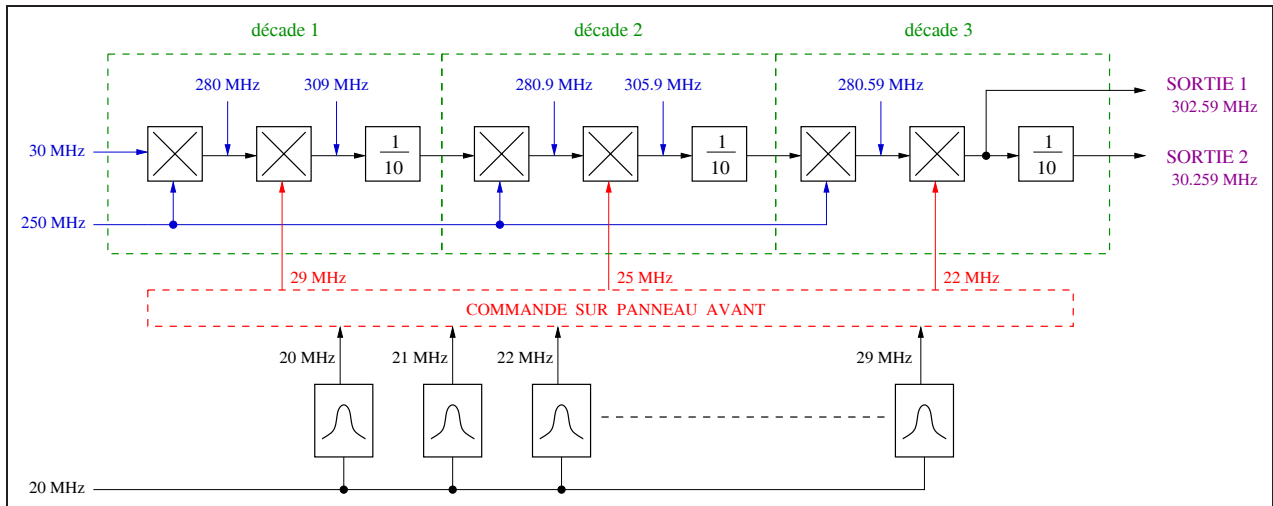 décade 1
décade 2
décade 3
280 MHz
309 MHz
280.9 MHz
305.9 MHz
280.59 MHz
SORTIE 1
302.59 MHz
30 MHz
1
10
1
10
1
10
SORTIE 2
30.259 MHz
250 MHz
29 MHz
25 MHz
22 MHz
COMMANDE SUR PANNEAU AVANT
20 MHz
21 MHz
22 MHz
29 MHz
20 MHz